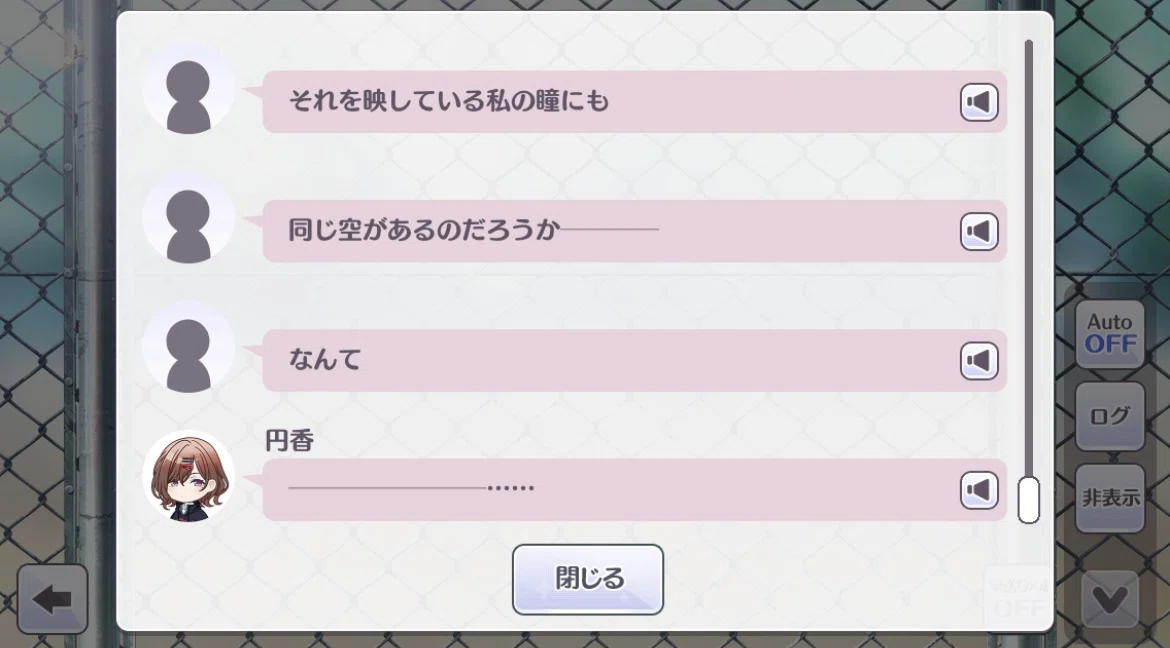 それを映している私の瞳にも
同じ空があるのだろうか————
なんて
円香
————————……
閉じる
Auto
OFF
ログ
非表示
OFF